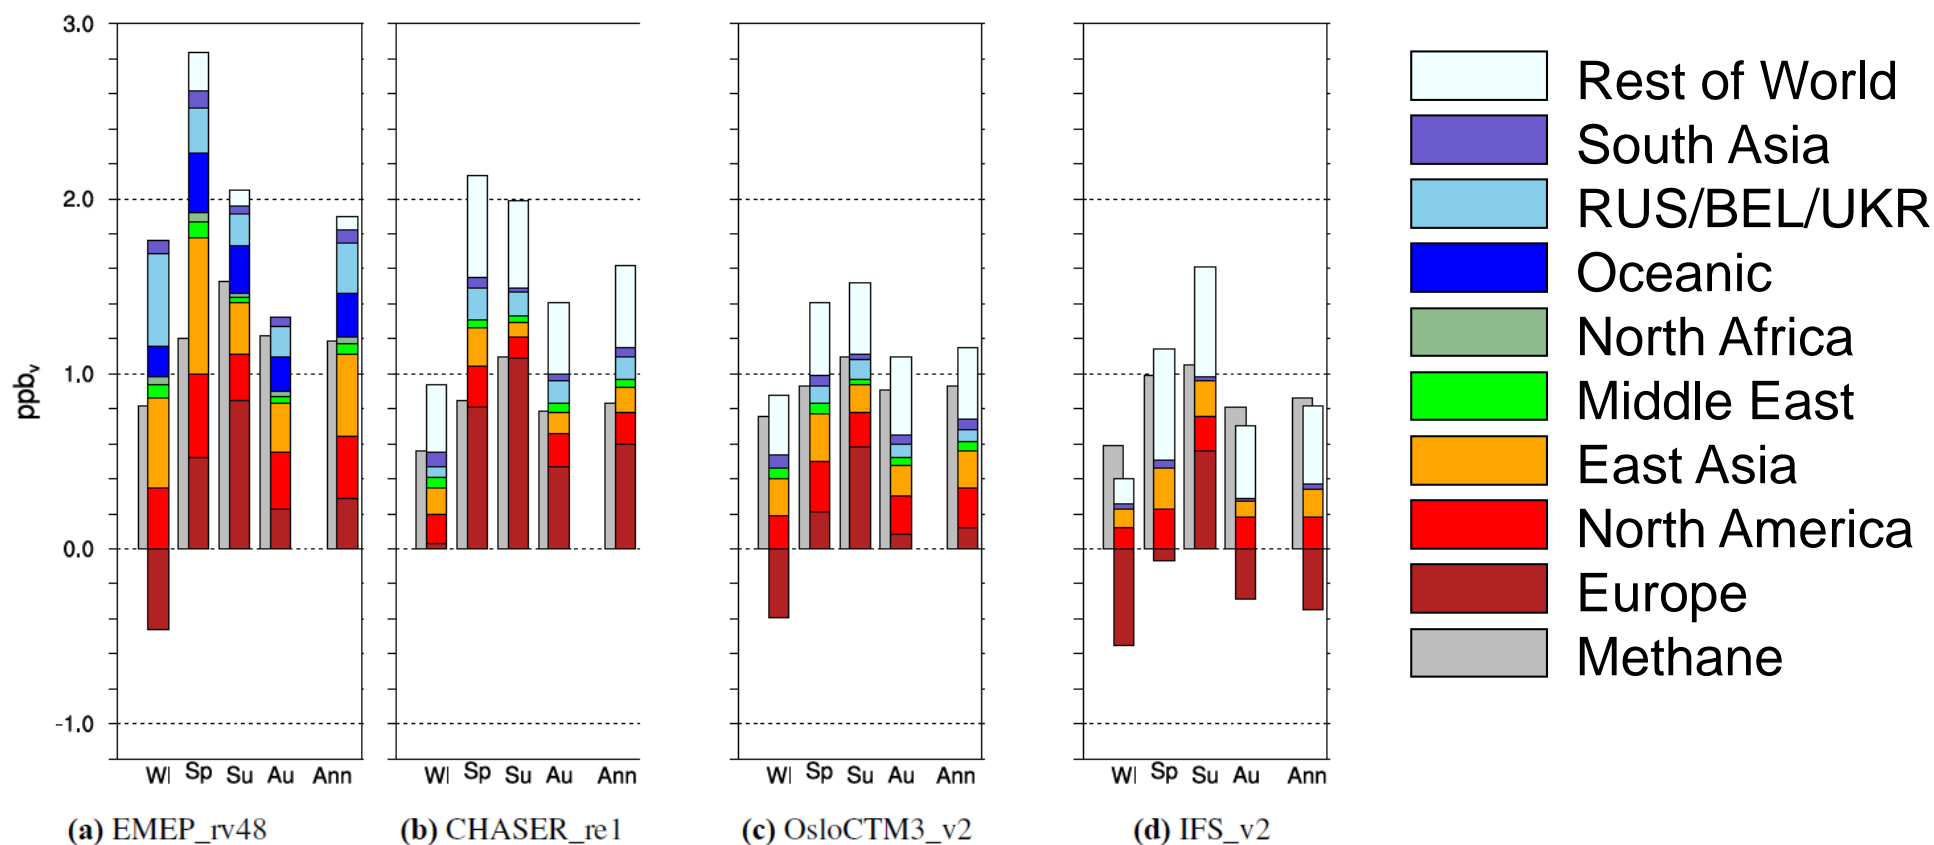 3.0
2.0
1.0
0.0
-1.0
ppbv
WI Sp Su Au Ann
WI Sp Su Au Ann
WI Sp Su Au Ann
WI Sp Su Au Ann
(a) EMEP_rv48
(b) CHASER_re1
(c) OsloCTM3_v2
(d) IFS_v2
Rest of World
South Asia
RUS/BEL/UKR
Oceanic
North Africa
Middle East
East Asia
North America
Europe
Methane